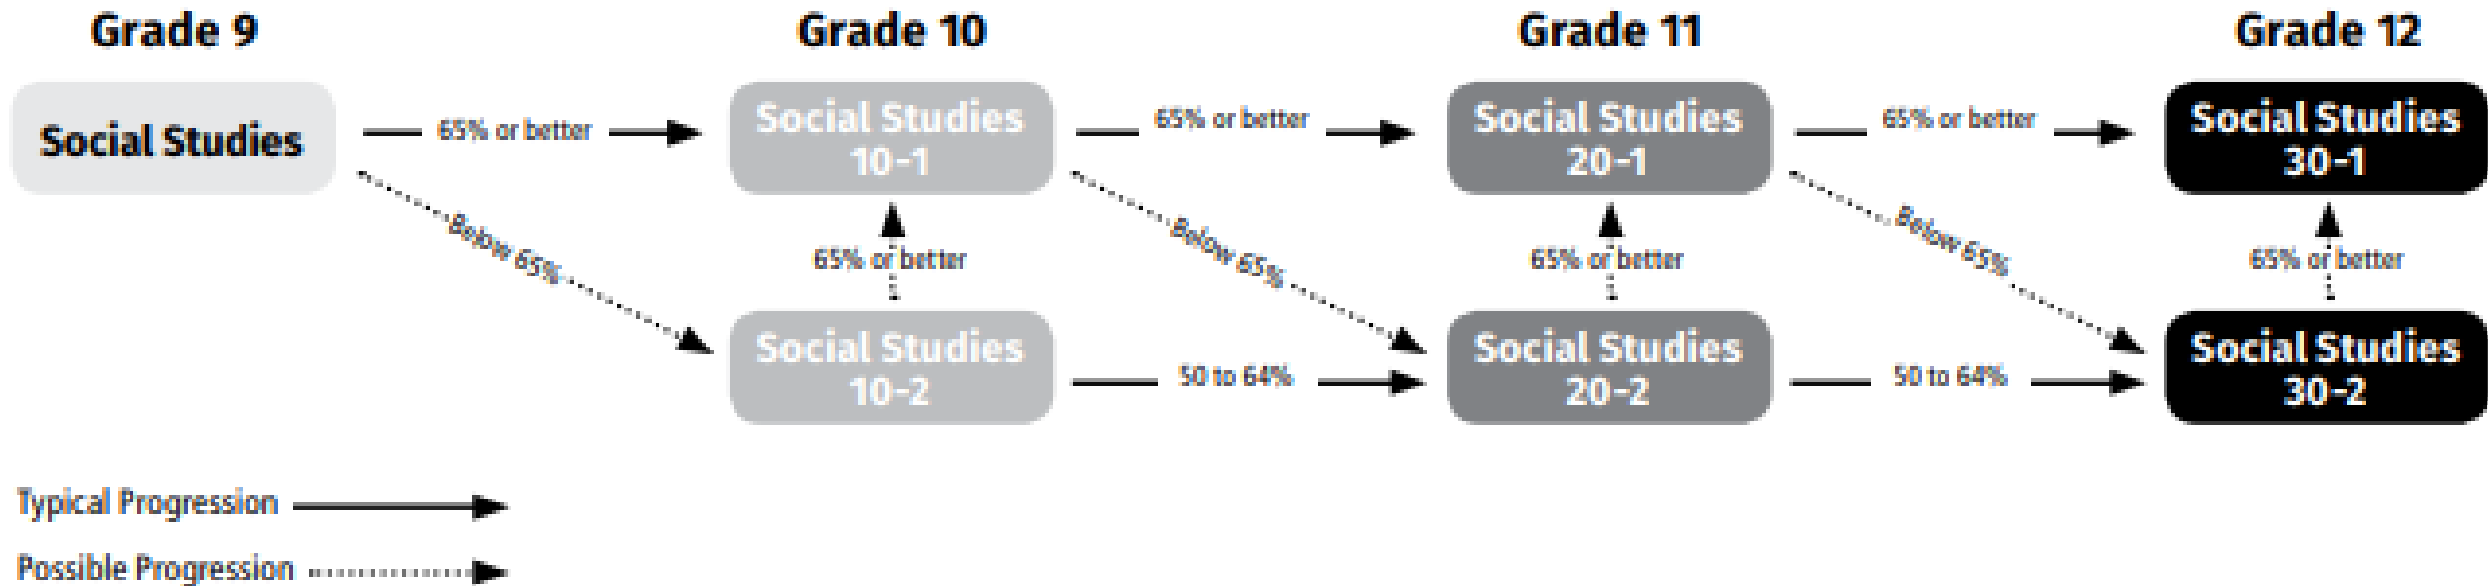 Grade 9
Grade 10
Grade 11
Grade 12
Social Studies
65% or better
Social Studies
10-1
65% or better
Social Studies
20-1
65% or better
Social Studies
30-1
Below 65%
65% or better
Below 65%
65% or better
Below 65%
65% or better
Social Studies
10-2
50 to 64%
Social Studies
20-2
50 to 64%
Social Studies
30-2
Typical Progression
Possible Progression